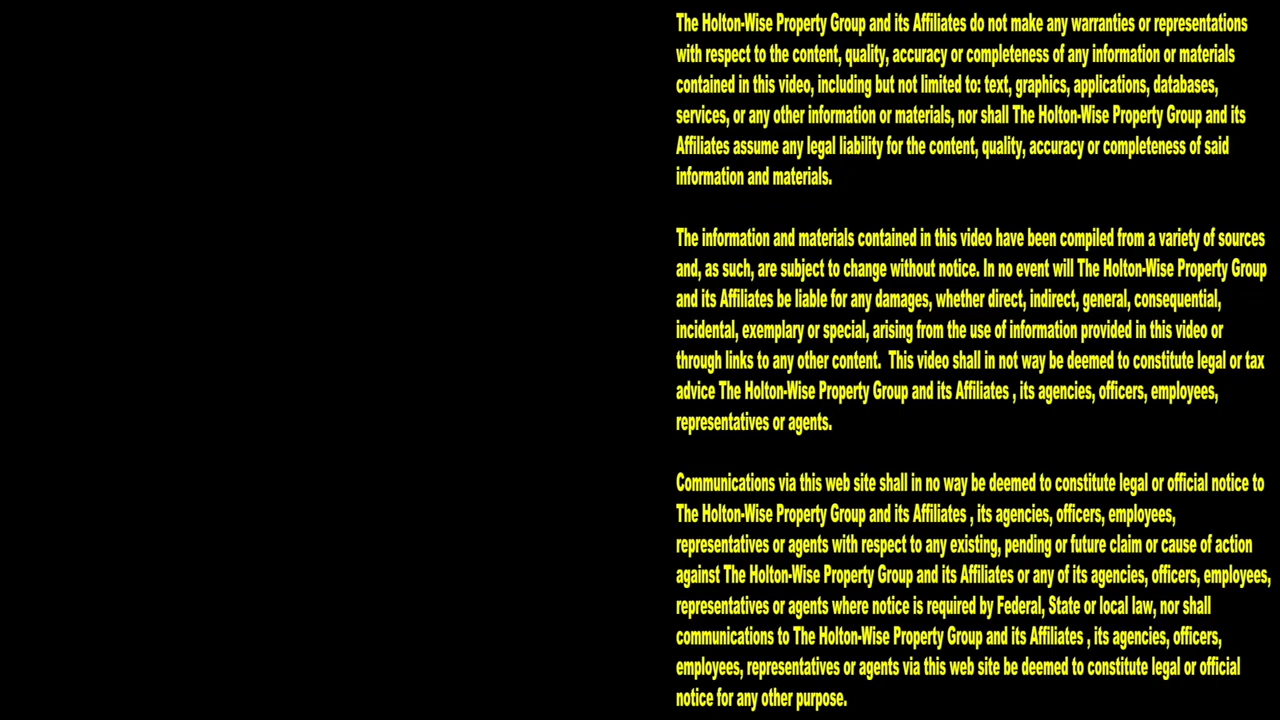 The Holton-Wise Property Group and its Affiliates do not make any warranties or representations
with respect to the content, quality, accuracy or completeness of any information or materials
contained in this video, including but not limited to: text, graphics, applications, databases,
services, or any other information or materials, nor shall The Holton-Wise Property Group and its
Affiliates assume any legal liability for the content, quality, accuracy or completeness of said
information and materials.
The information and materials contained in this video have been compiled from a variety of sources
and, as such, are subject to change without notice. In no event will The Holton-Wise Property Group
and its Affiliates be liable for any damages, whether direct, indirect, general, consequential,
incidental, exemplary or special, arising from the use of information provided in this video or
through links to any other content.  This video shall in not way be deemed to constitute legal or tax
advice The Holton-Wise Property Group and its Affiliates , its agencies, officers, employees,
representatives or agents.
Communications via this web site shall in no way be deemed to constitute legal or official notice to
The Holton-Wise Property Group and its Affiliates , its agencies, officers, employees,
representatives or agents with respect to any existing, pending or future claim or cause of action
against The Holton-Wise Property Group and its Affiliates or any of its agencies, officers, employees,
representatives or agents where notice is required by Federal, State or local law, nor shall
communications to The Holton-Wise Property Group and its Affiliates , its agencies, officers,
employees, representatives or agents via this web site be deemed to constitute legal or official
notice for any other purpose.